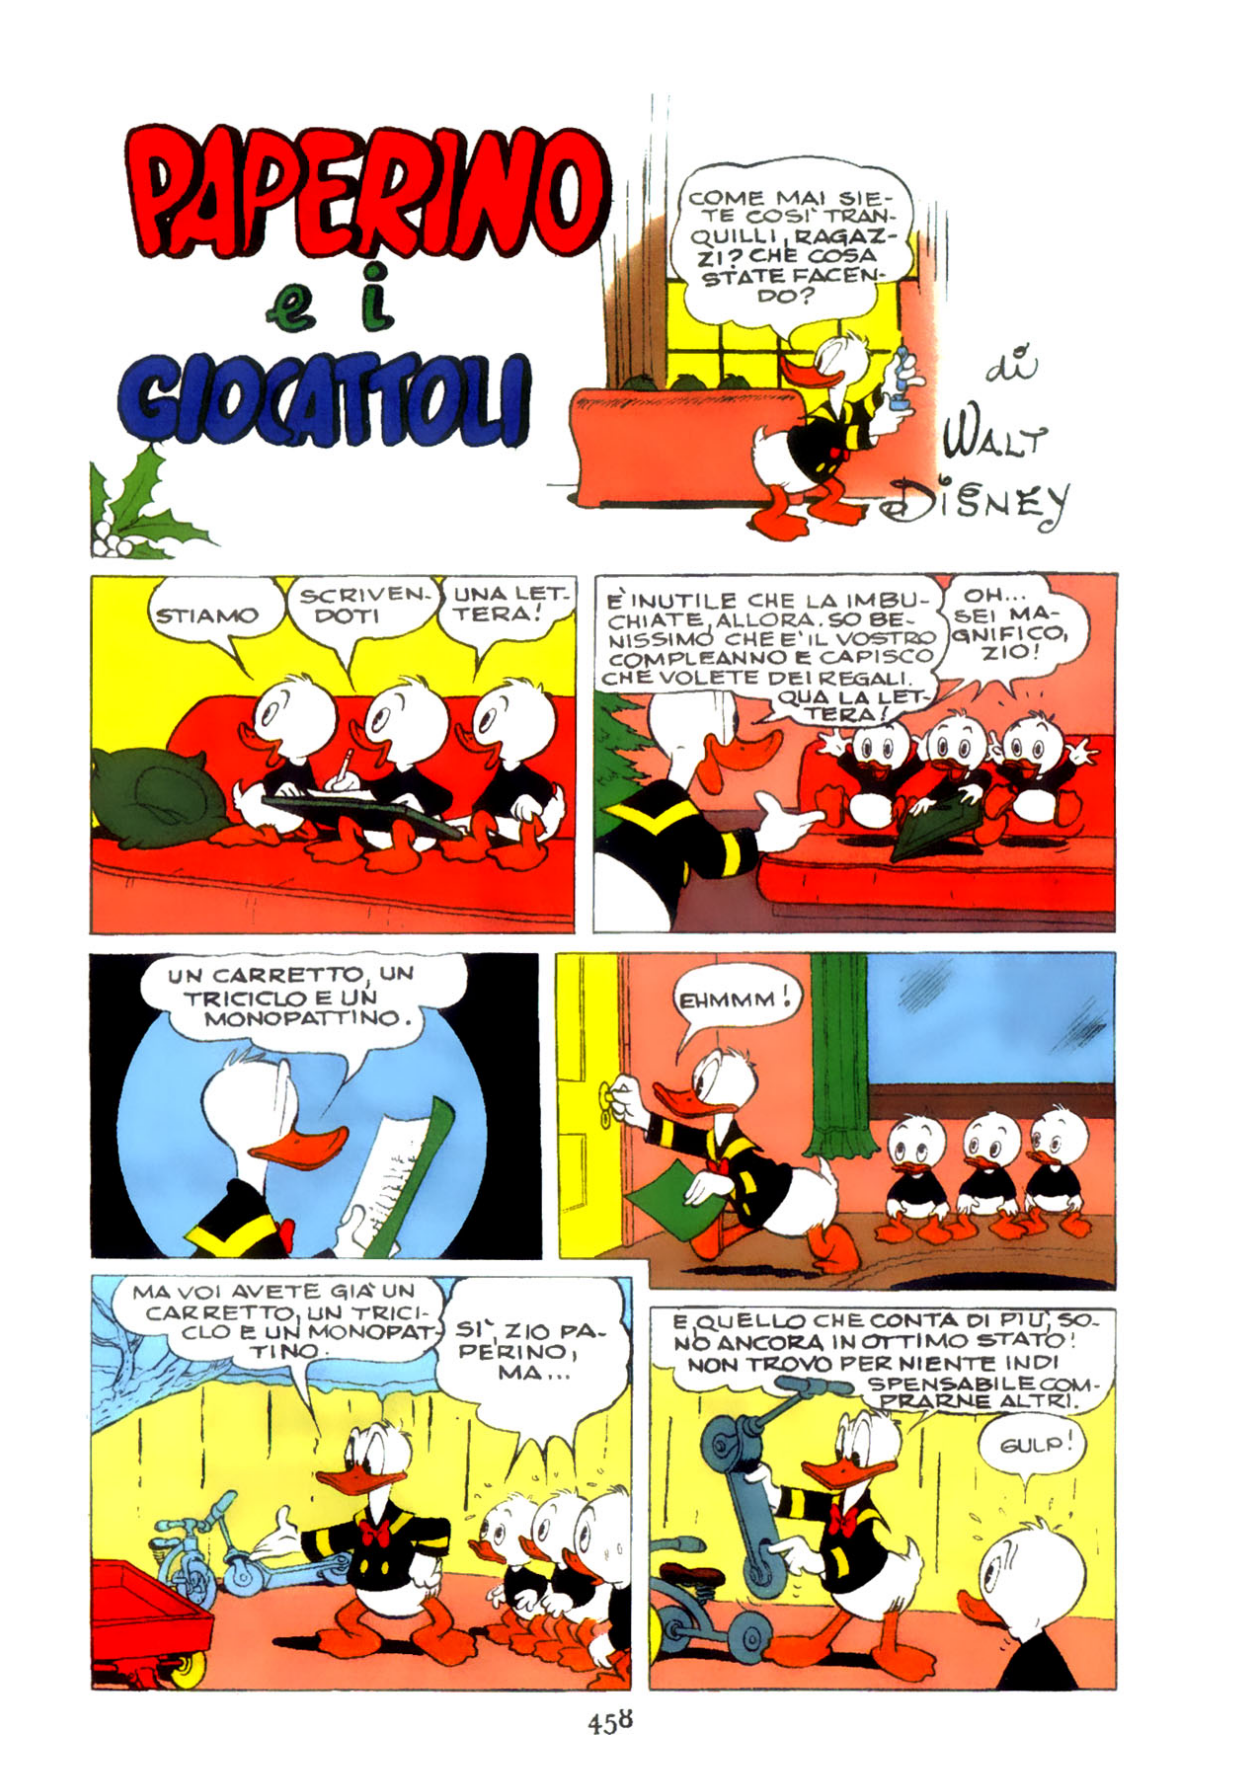 PAPERINO
e i
GIOCATTOLI
COME MAI SIE-
TE COSÌ TRAN-
QUILLI, RAGAZ-
ZI? CHE COSA
STATE FACEN-
DO?
di
WALT
DISNEY
STIAMO
SCRIVEN-
DOTI
UNA LET-
TERA!
È INUTILE CHE LA IMBU-
CHIATE, ALLORA. SO BE-
NISSIMO CHE E' IL VOSTRO
COMPLEANNO E CAPISCO
CHE VOLETE DEI REGALI.
QUA LA LET-
TERA!
OH...
SEI MA-
GNIFICO,
ZIO!
UN CARRETTO, UN
TRICICLO E UN
MONOPATTINO.
EHMMM!
MA VOI AVETE GIA' UN
CARRETTO, UN TRICI-
CLO E UN MONOPAT-
TINO.
SI', ZIO PA-
PERINO,
MA...
E QUELLO CHE CONTA DI PIU', SO-
NO ANCORA IN OTTIMO STATO!
NON TROVO PER NIENTE INDI
SPENSABILE COM-
PRARNE ALTRI.
GULP!
458